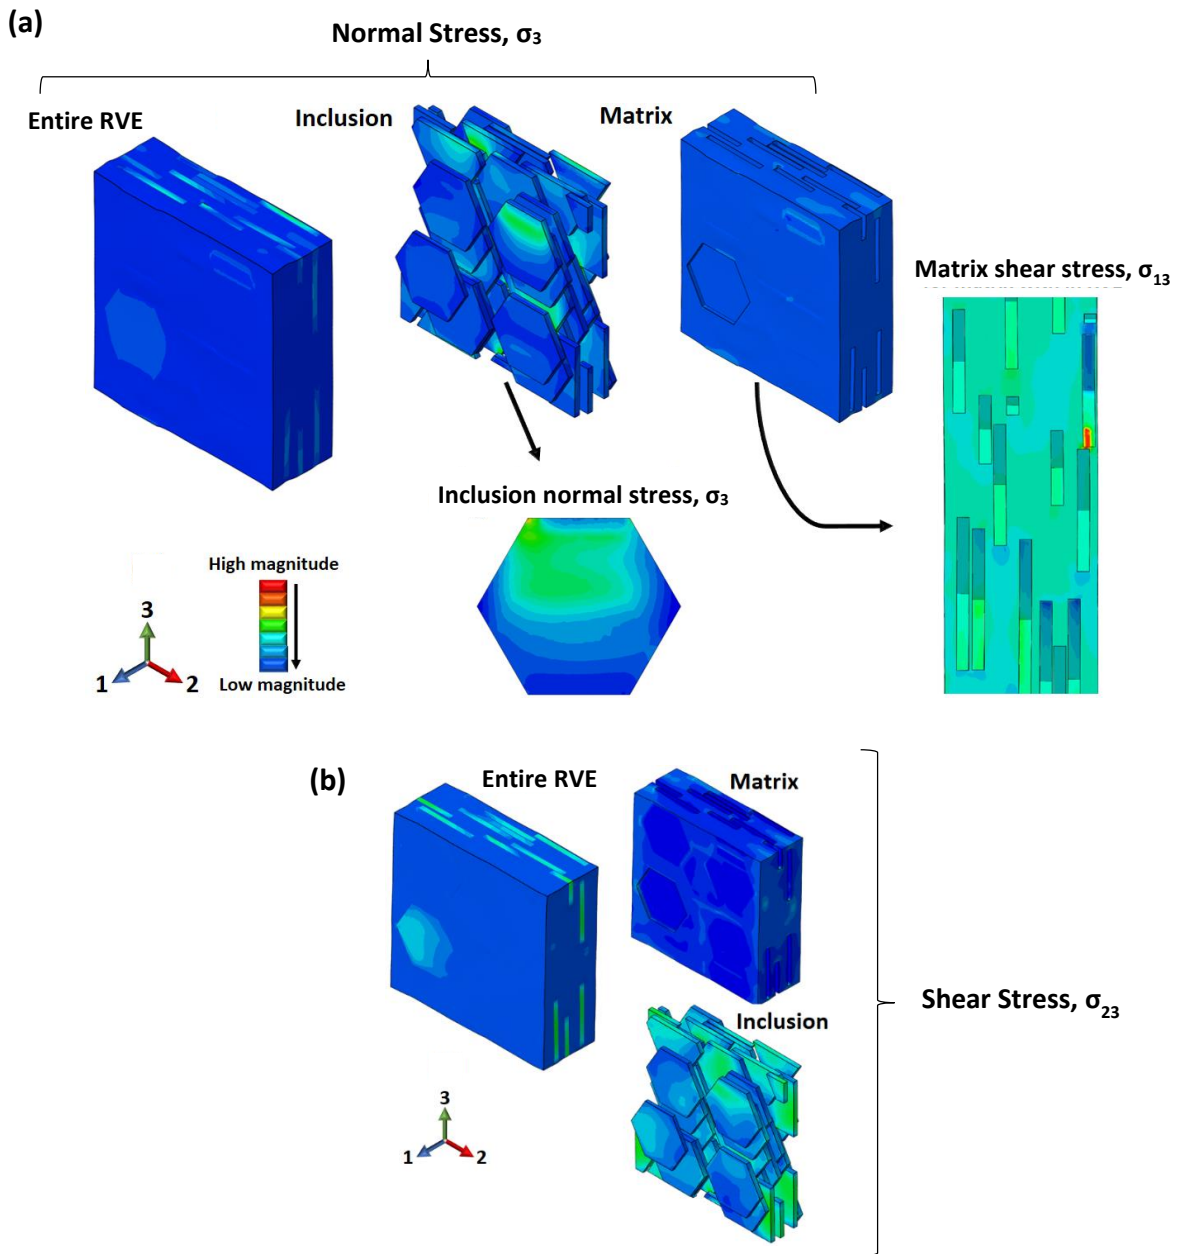 (a)
Normal Stress, σ₃
Entire RVE
Inclusion
Matrix
Matrix shear stress, σ₁₃
Inclusion normal stress, σ₃
High magnitude
Low magnitude
3
1
2
(b)
Entire RVE
Matrix
Inclusion
Shear Stress, σ₂₃
3
1
2